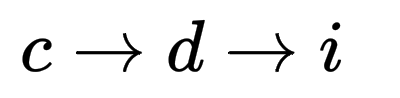 c → d → i